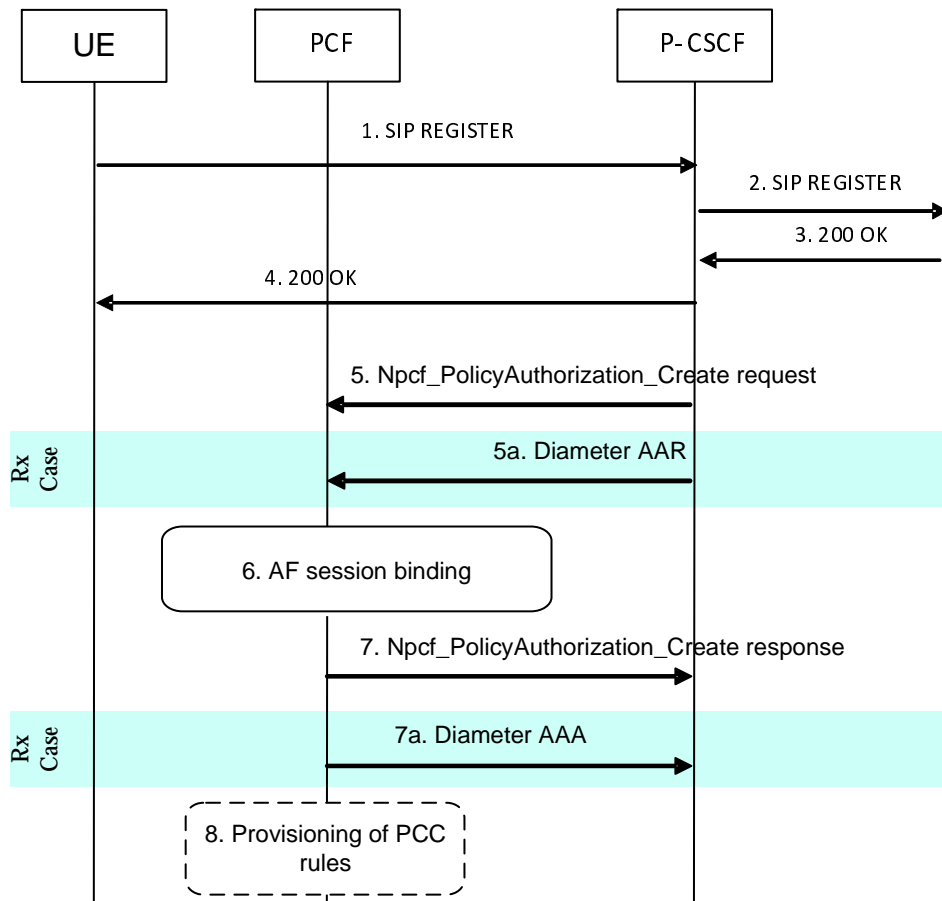 UE
PCF
P-CSCF
1. SIP REGISTER
2. SIP REGISTER
3. 200 OK
4. 200 OK
5. Npcf_PolicyAuthorization_Create request
Rx
Case
5a. Diameter AAR
6. AF session binding
7. Npcf_PolicyAuthorization_Create response
Rx
Case
7a. Diameter AAA
8. Provisioning of PCC
rules